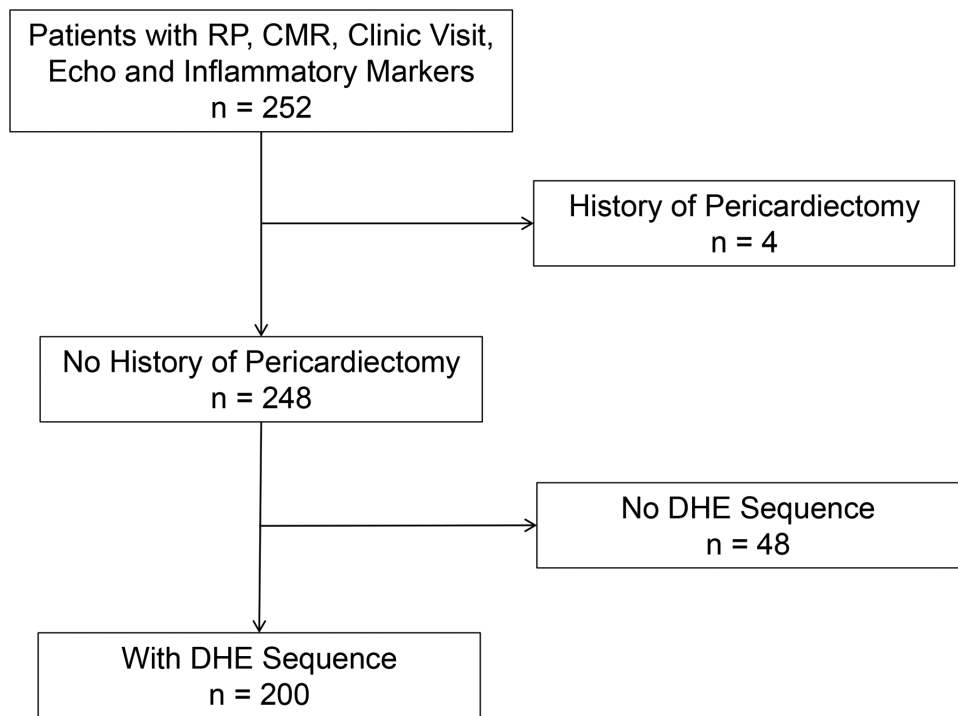 Patients with RP, CMR, Clinic Visit,
Echo and Inflammatory Markers
n = 252
History of Pericardiectomy
n = 4
No History of Pericardiectomy
n = 248
No DHE Sequence
n = 48
With DHE Sequence
n = 200